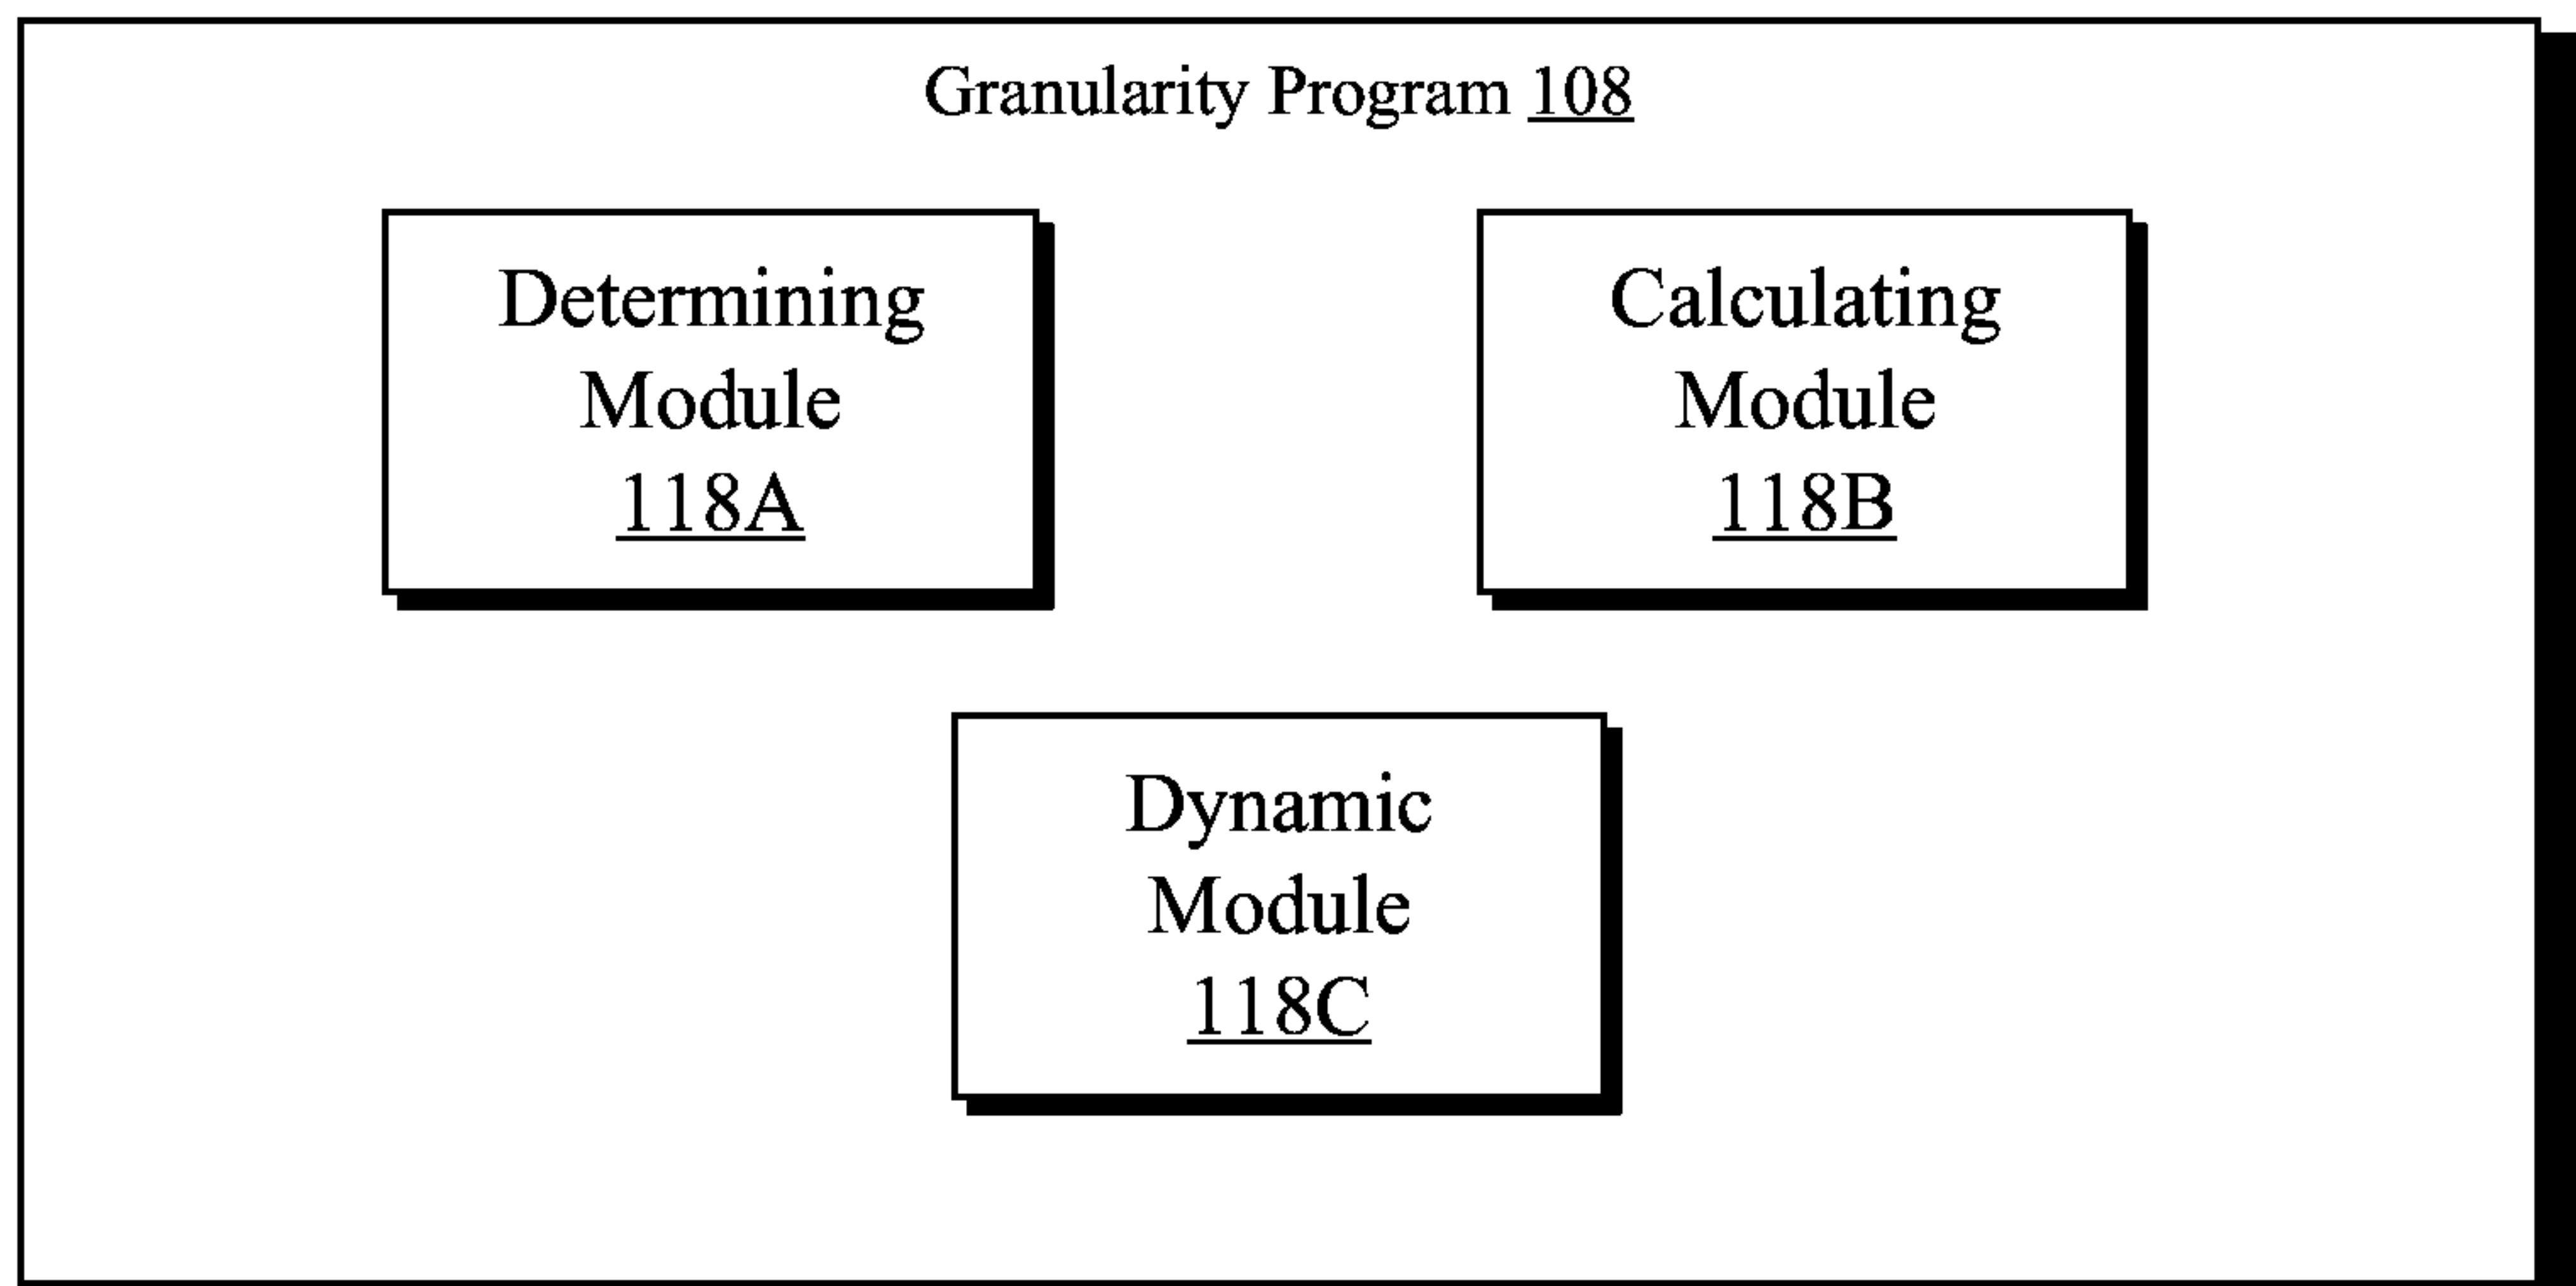 Granularity Program 108
Determining
Module
118A
Calculating
Module
118B
Dynamic
Module
118C